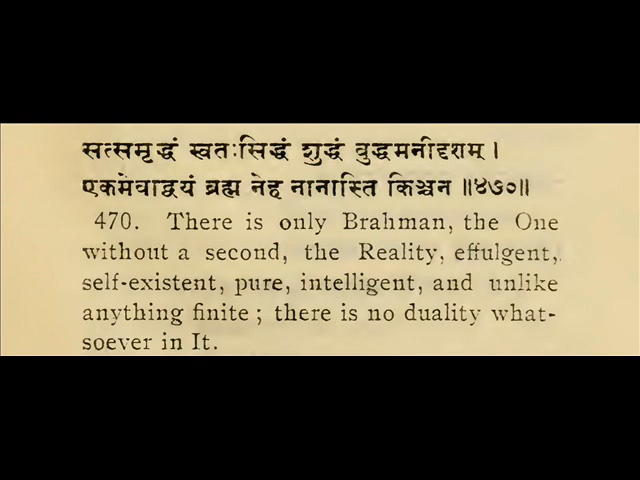 सत्समृद्धं स्वतःसिद्धं शुद्धं बुद्धमनीदृशम् ।
एकमेवाद्वयं ब्रह्म नेह नानास्ति किञ्चन ॥४७०॥
470. There is only Brahman, the One
without a second, the Reality, effulgent,
self-existent, pure, intelligent, and unlike
anything finite ; there is no duality what-
soever in It.